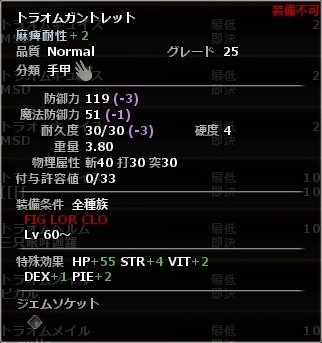 トラオムガントレット
装備不可
麻痺耐性+2
品質 Normal グレード 25
分類 手甲
防御力 119 (-3)
魔法防御力 51 (-1)
耐久度 30/30 (-3) 硬度 4
重量 3.80
物理属性 斬40 打30 突30
付与許容値 0/33
装備条件 全種族
FIG LOR CLO
Lv 60～
特殊効果 HP+55 STR+4 VIT+2
DEX+1 PIE+2
ジェムソケット